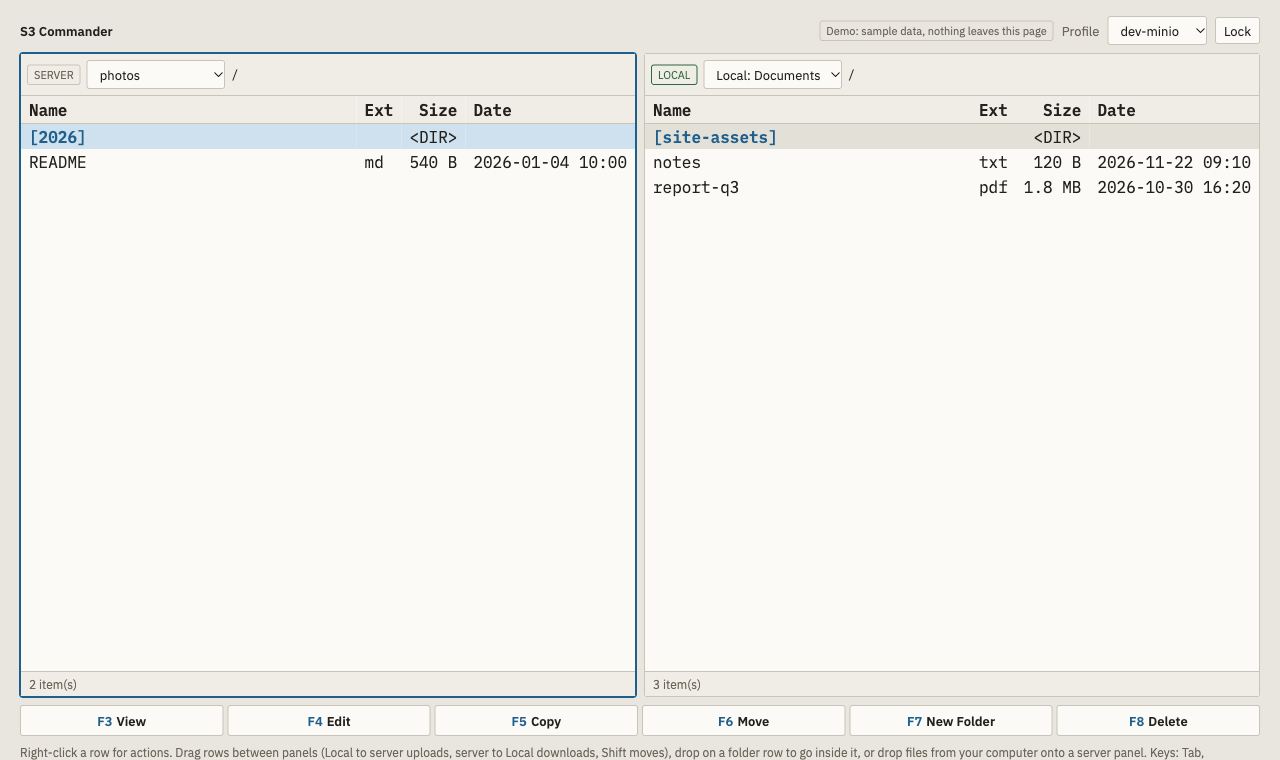 S3 Commander
Demo: sample data, nothing leaves this page Profile dev-minio Lock
SERVER photos /
Name Ext Size Date
[2026] <DIR>
README md 540 B 2026-01-04 10:00
2 item(s)
LOCAL Local: Documents /
Name Ext Size Date
[site-assets] <DIR>
notes txt 120 B 2026-11-22 09:10
report-q3 pdf 1.8 MB 2026-10-30 16:20
3 item(s)
F3 View F4 Edit F5 Copy F6 Move F7 New Folder F8 Delete
Right-click a row for actions. Drag rows between panels (Local to server uploads, server to Local downloads, Shift moves), drop on a folder row to go inside it, or drop files from your computer onto a server panel. Keys: Tab,